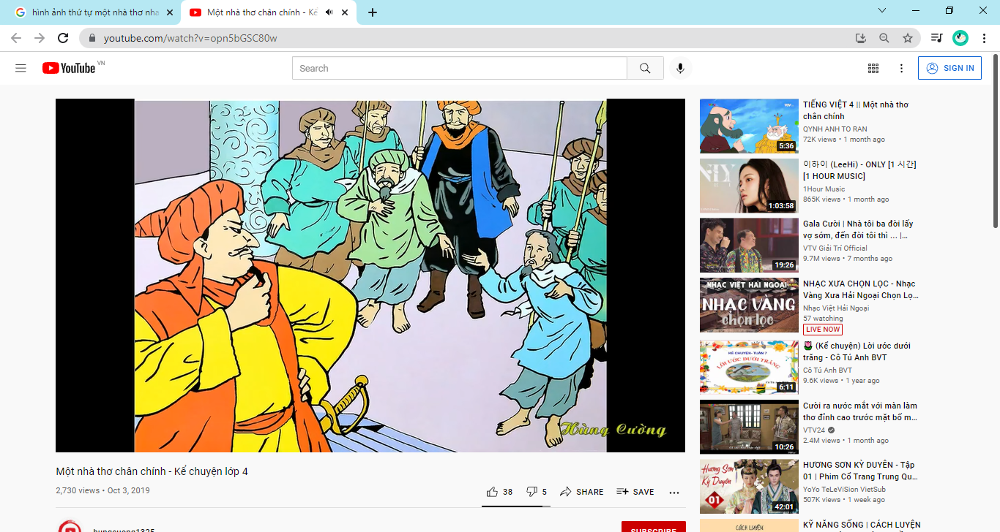 hình ảnh thứ tự một nhà thơ nha
Một nhà thơ chân chính - Kể
youtube.com/watch?v=opn5bGSC80w
YouTube VN
Search
SIGN IN
Hùng Cường
Một nhà thơ chân chính - Kể chuyện lớp 4
2,730 views • Oct 3, 2019
38
5
SHARE
SAVE
hungcuong1325
SUBSCRIBE
5:36
TIẾNG VIỆT 4 || Một nhà thơ
chân chính
QYNH ANH TO RAN
72K views • 1 month ago
1:03:58
이하이 (LeeHi) - ONLY [1 시간]
[1 HOUR MUSIC]
1Hour Music
865K views • 1 month ago
19:26
Gala Cười | Nhà tôi ba đời lấy
vợ sớm, đến đời tôi thì ... |...
VTV Giải Trí Official
9.7M views • 7 months ago
NHẠC VIỆT HẢI NGOẠI
NHẠC VÀNG
chọn lọc
NHẠC XƯA CHỌN LỌC - Nhạc
Vàng Xưa Hải Ngoại Chọn Lọ...
Nhạc Việt Hải Ngoại
57 watching
LIVE NOW
KỂ CHUYỆN- TUẦN 7
LỜI ƯỚC DƯỚI TRĂNG
6:11
(Kể chuyện) Lời ước dưới
trăng - Cô Tú Anh BVT
Cô Tú Anh BVT
9.6K views • 1 year ago
10:26
Cười ra nước mắt với màn làm
thơ đỉnh cao trước mặt bố m...
VTV24
2.4M views • 1 month ago
Hương Sơn
Kỳ Duyên
01
42:01
HƯƠNG SƠN KỲ DUYÊN - Tập
01 | Phim Cổ Trang Trung Qu...
YoYo TeLeViSion VietSub
507K views • 1 week ago
CÁCH LUYỆN
KỸ NĂNG SỐNG | CÁCH LUYỆN